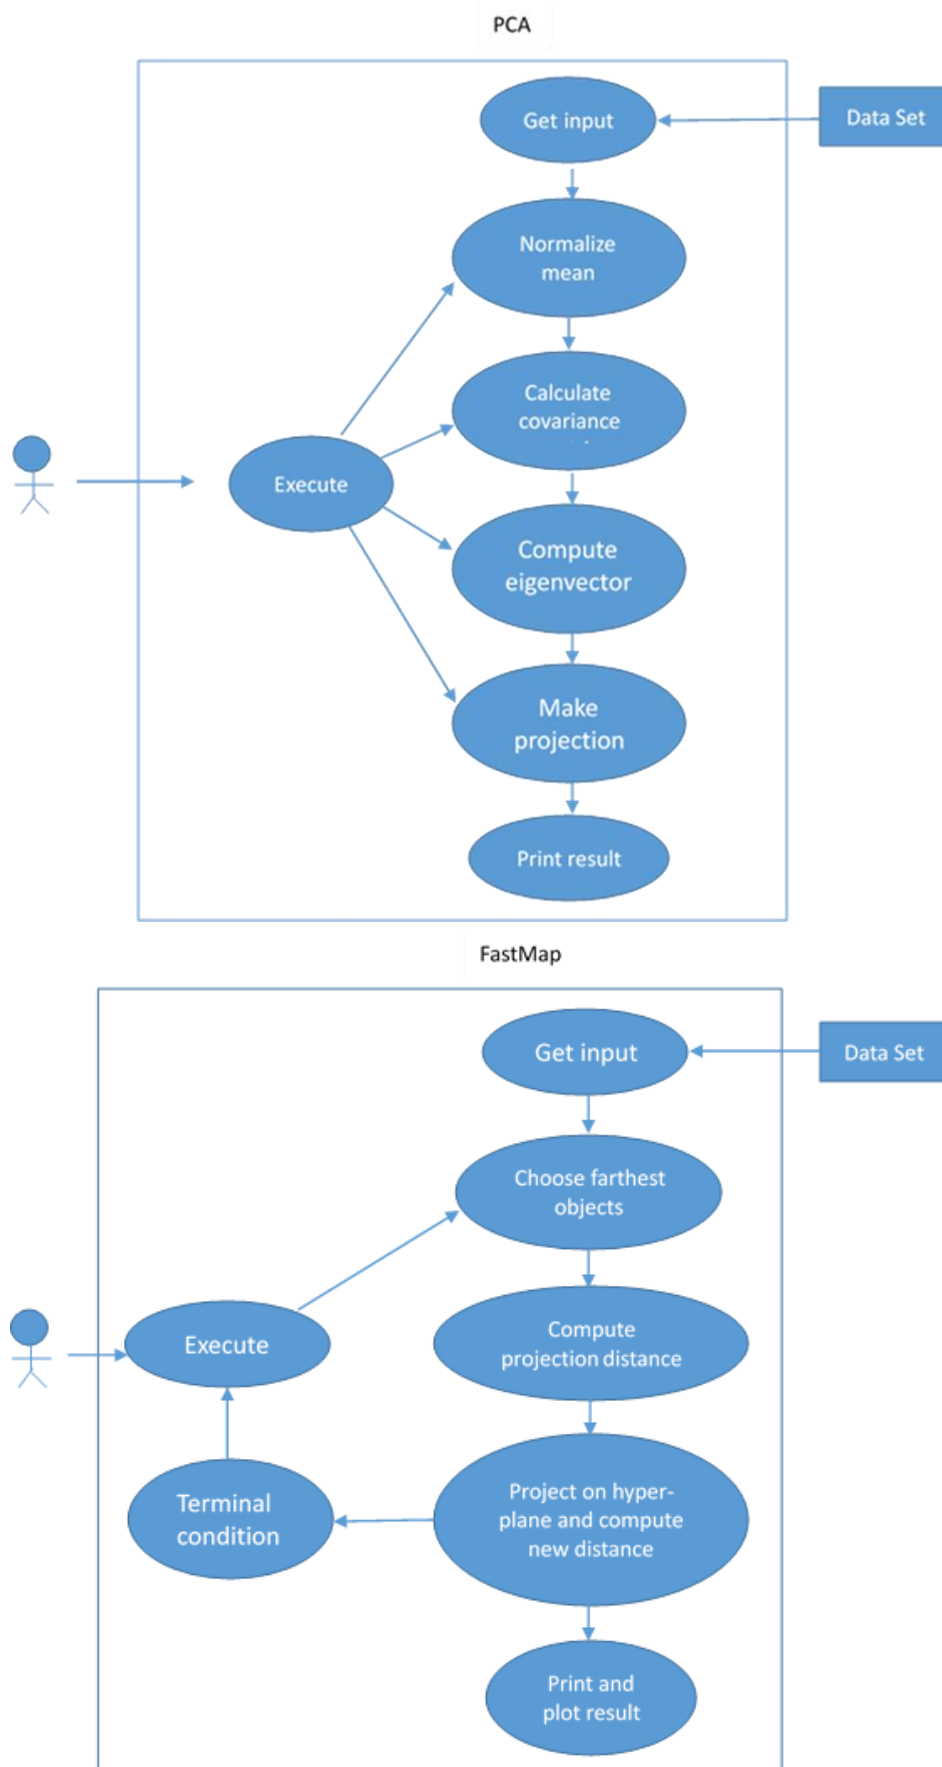 PCA
Get input
Data Set
Normalize
mean
Calculate
covariance
Execute
Compute
eigenvector
Make
projection
Print result
FastMap
Get input
Data Set
Choose farthest
objects
Execute
Compute
projection distance
Terminal
condition
Project on hyper-
plane and compute
new distance
Print and
plot result